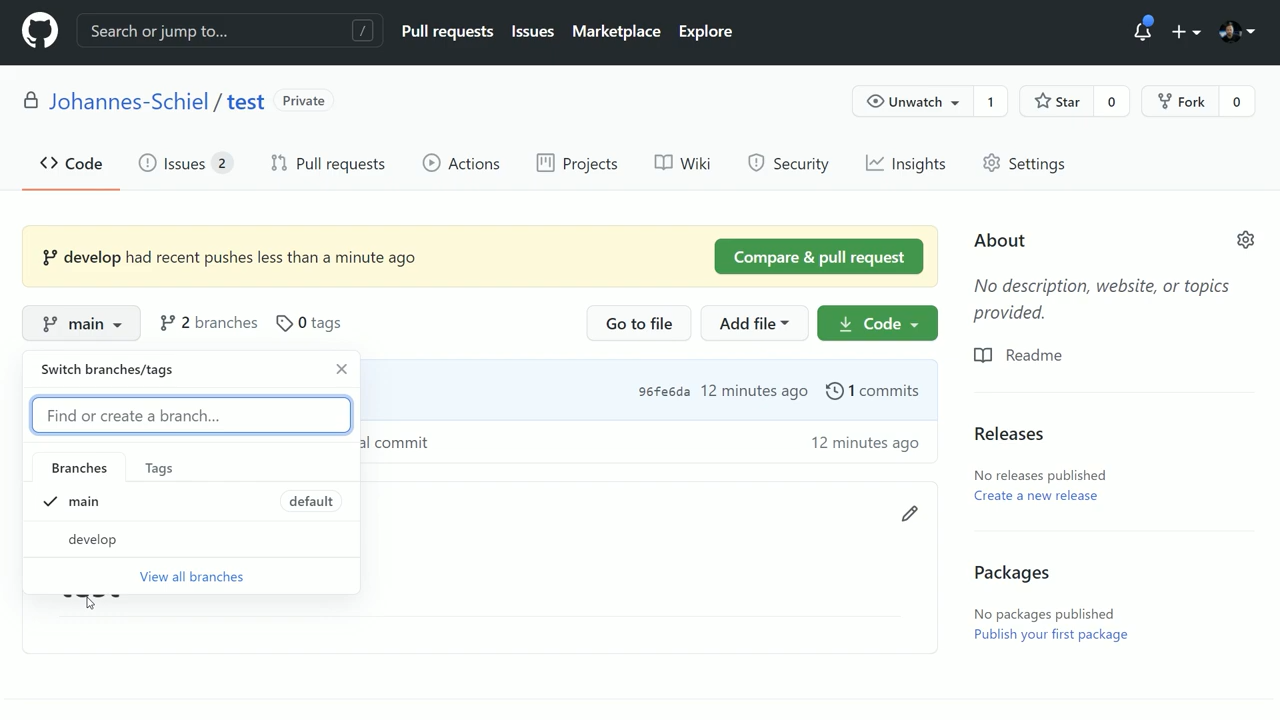 Search or jump to... /
Pull requests Issues Marketplace Explore
Johannes-Schiel / test Private
Unwatch 1 Star 0 Fork 0
Code Issues 2 Pull requests Actions Projects Wiki Security Insights Settings
develop had recent pushes less than a minute ago
Compare & pull request
main 2 branches 0 tags
Go to file Add file Code
Switch branches/tags
Find or create a branch...
Branches Tags
main default
develop
View all branches
96fe6da 12 minutes ago 1 commits
al commit 12 minutes ago
About
No description, website, or topics
provided.
Readme
Releases
No releases published
Create a new release
Packages
No packages published
Publish your first package